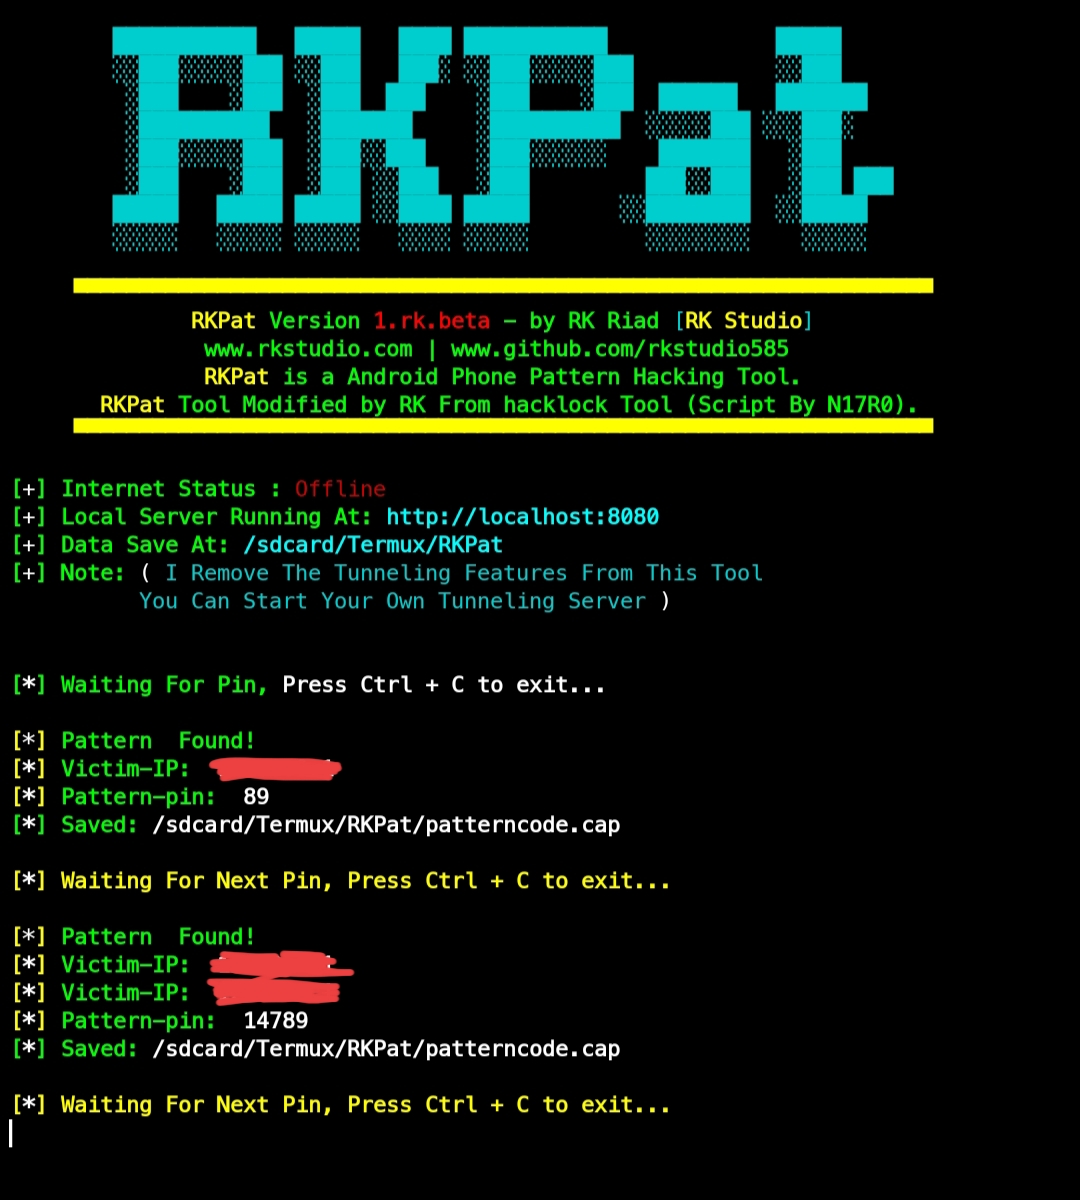 RKPat
RKPat Version 1.rk.beta - by RK Riad [RK Studio]
www.rkstudio.com | www.github.com/rkstudio585
RKPat is a Android Phone Pattern Hacking Tool.
RKPat Tool Modified by RK From hacklock Tool (Script By N17R0).
[+] Internet Status : Offline
[+] Local Server Running At: http://localhost:8080
[+] Data Save At: /sdcard/Termux/RKPat
[+] Note: ( I Remove The Tunneling Features From This Tool
You Can Start Your Own Tunneling Server )
[*] Waiting For Pin, Press Ctrl + C to exit...
[*] Pattern  Found!
[*] Victim-IP:
[*] Pattern-pin:  89
[*] Saved: /sdcard/Termux/RKPat/patterncode.cap
[*] Waiting For Next Pin, Press Ctrl + C to exit...
[*] Pattern  Found!
[*] Victim-IP:
[*] Victim-IP:
[*] Pattern-pin:  14789
[*] Saved: /sdcard/Termux/RKPat/patterncode.cap
[*] Waiting For Next Pin, Press Ctrl + C to exit...